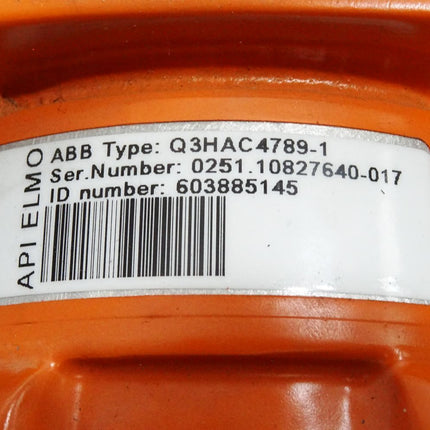 API ELMO
ABB Type: Q3HAC4789-1
Ser.Number: 0251.10827640-017
ID number: 603885145